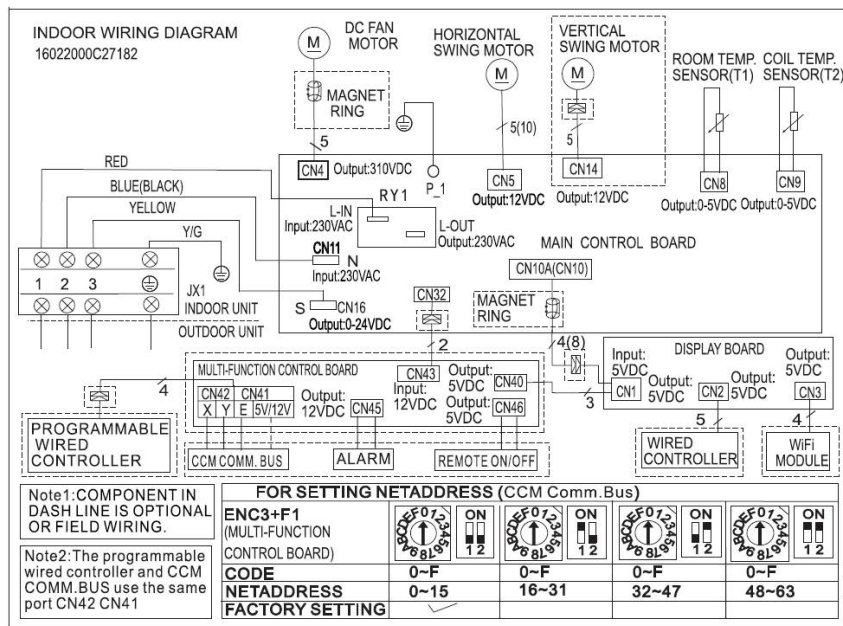 INDOOR WIRING DIAGRAM
16022000C27182
DC FAN
MOTOR
M
MAGNET
RING
5
HORIZONTAL
SWING MOTOR
M
5(10)
VERTICAL
SWING MOTOR
M
5
ROOM TEMP.
SENSOR(T1)
COIL TEMP.
SENSOR(T2)
RED
BLUE(BLACK)
YELLOW
Y/G
CN4
Output:310VDC
P_1
CN5
Output:12VDC
CN14
Output:12VDC
CN8
Output:0-5VDC
CN9
Output:0-5VDC
RY1
L-IN
Input:230VAC
L-OUT
Output:230VAC
CN11
N
Input:230VAC
S
CN16
Output:0-24VDC
MAIN CONTROL BOARD
CN10A(CN10)
CN32
MAGNET
RING
1 2 3
JX1
INDOOR UNIT
OUTDOOR UNIT
2
4(8)
4
MULTI-FUNCTION CONTROL BOARD
CN42 CN41
X Y E 5V/12V
Output:
12VDC
CN45
CN43
Input:
12VDC
Output:
5VDC
CN40
Output:
5VDC
CN46
3
DISPLAY BOARD
Input:
5VDC
CN1
Output:
5VDC
CN2
Output:
5VDC
Output:
5VDC
CN3
5
4
PROGRAMMABLE
WIRED
CONTROLLER
CCM COMM. BUS
ALARM
REMOTE ON/OFF
WIRED
CONTROLLER
WiFi
MODULE
Note1:COMPONENT IN
DASH LINE IS OPTIONAL
OR FIELD WIRING.
Note2:The programmable
wired controller and CCM
COMM.BUS use the same
port CN42 CN41
FOR SETTING NETADDRESS (CCM Comm.Bus)
ENC3+F1
(MULTI-FUNCTION
CONTROL BOARD)
0123456789ABCDEF
ON
1 2
0123456789ABCDEF
ON
1 2
0123456789ABCDEF
ON
1 2
0123456789ABCDEF
ON
1 2
CODE 0~F 0~F 0~F 0~F
NETADDRESS 0~15 16~31 32~47 48~63
FACTORY SETTING